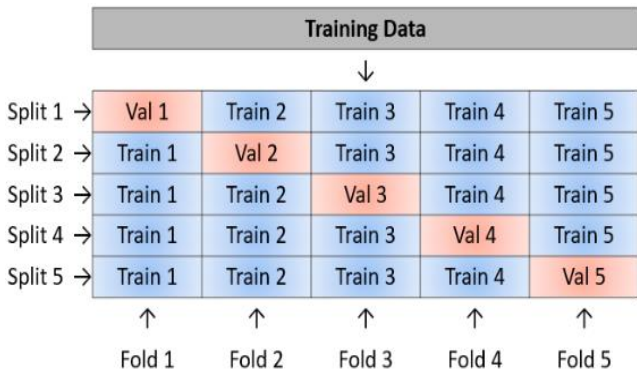 Training Data
↓
Split 1 → Val 1 Train 2 Train 3 Train 4 Train 5
Split 2 → Train 1 Val 2 Train 3 Train 4 Train 5
Split 3 → Train 1 Train 2 Val 3 Train 4 Train 5
Split 4 → Train 1 Train 2 Train 3 Val 4 Train 5
Split 5 → Train 1 Train 2 Train 3 Train 4 Val 5
↑ ↑ ↑ ↑ ↑
Fold 1 Fold 2 Fold 3 Fold 4 Fold 5